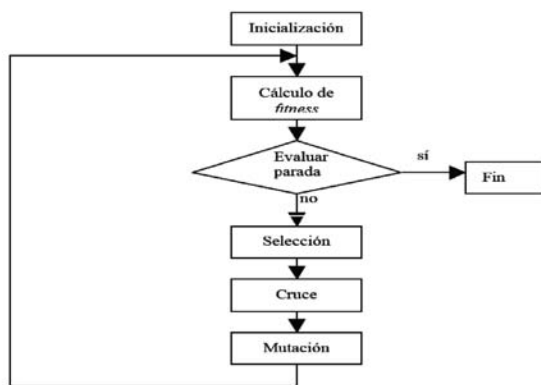 Inicialización
Cálculo de
fitness
Evaluar
parada
sí
Fin
no
Selección
Cruce
Mutación